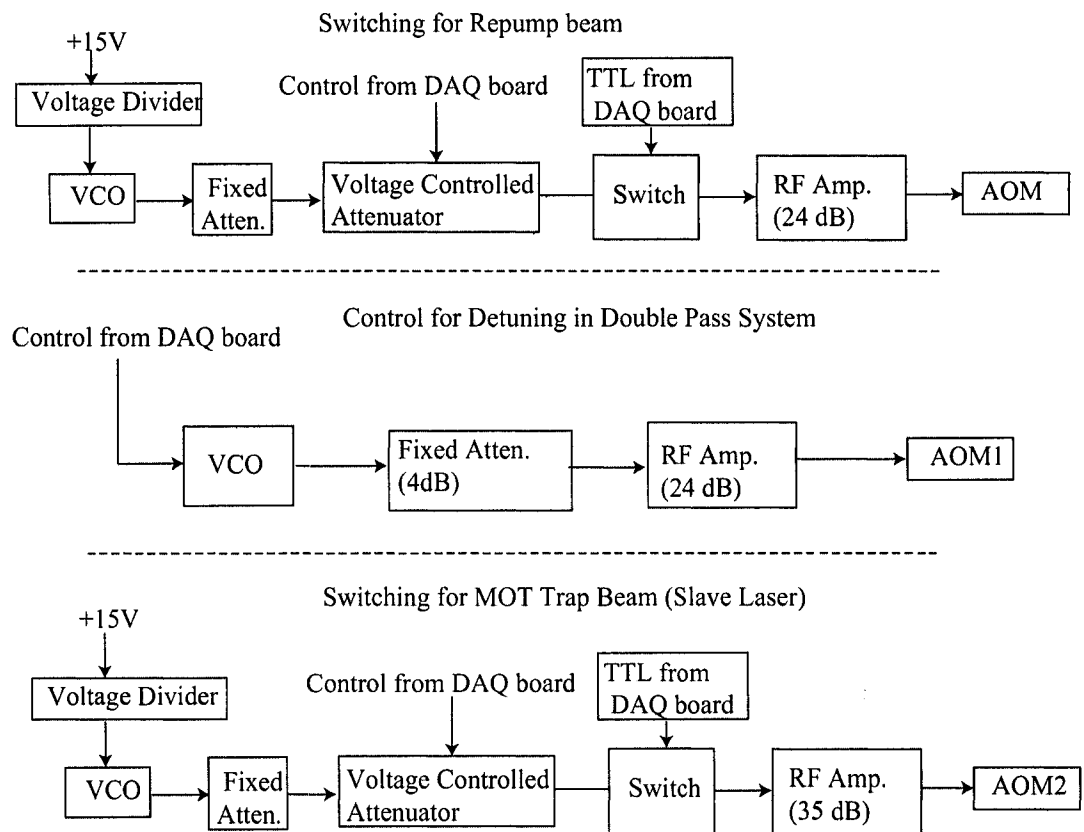 Switching for Repump beam
+15V
Control from DAQ board
TTL from
DAQ board
Voltage Divider
VCO
Fixed
Atten.
Voltage Controlled
Attenuator
Switch
RF Amp.
(24 dB)
AOM
Control for Detuning in Double Pass System
Control from DAQ board
VCO
Fixed Atten.
(4dB)
RF Amp.
(24 dB)
AOM1
Switching for MOT Trap Beam (Slave Laser)
+15V
Control from DAQ board
TTL from
DAQ board
Voltage Divider
VCO
Fixed
Atten.
Voltage Controlled
Attenuator
Switch
RF Amp.
(35 dB)
AOM2